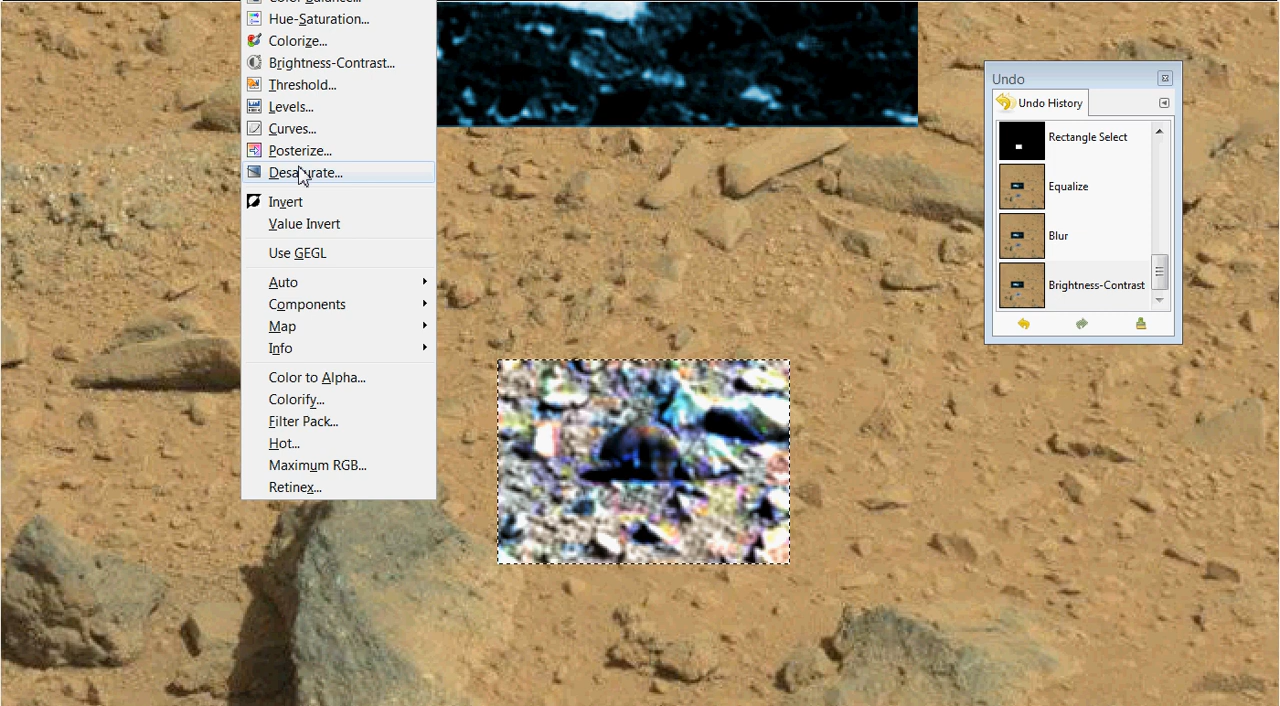 Color Balance...
Hue-Saturation...
Colorize...
Brightness-Contrast...
Threshold...
Levels...
Curves...
Posterize...
Desaturate...
Invert
Value Invert
Use GEGL
Auto
Components
Map
Info
Color to Alpha...
Colorify...
Filter Pack...
Hot...
Maximum RGB...
Retinex...
Undo
Undo History
Rectangle Select
Equalize
Blur
Brightness-Contrast